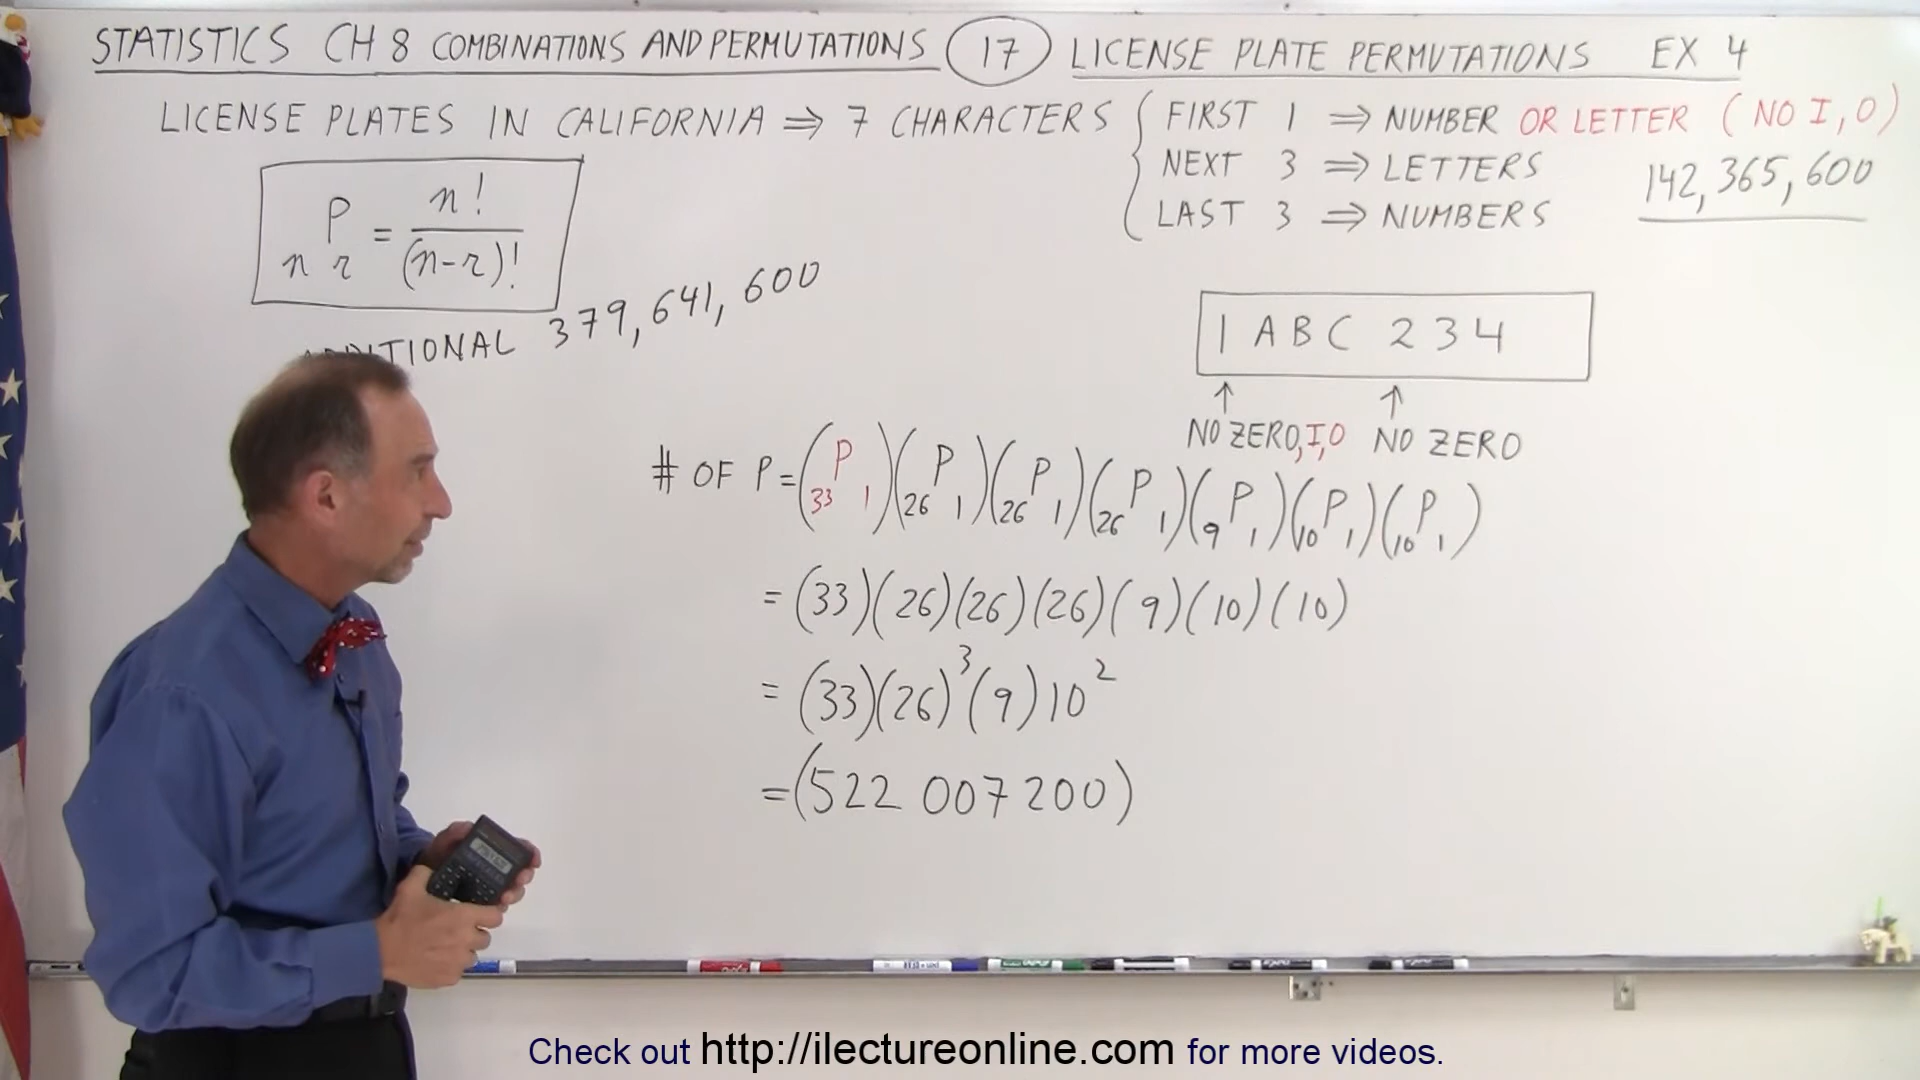 STATISTICS CH 8 COMBINATIONS AND PERMUTATIONS 17 LICENSE PLATE PERMUTATIONS EX 4
LICENSE PLATES IN CALIFORNIA ⇒ 7 CHARACTERS { FIRST 1 ⇒ NUMBER OR LETTER (NO I, O)
NEXT 3 ⇒ LETTERS
LAST 3 ⇒ NUMBERS
142,365,600
nPr = n! / (n-r)!
379,641,600
1 ABC 234
↑ ↑
NO ZERO, I, O NO ZERO
# OF P = (33P1)(26P1)(26P1)(26P1)(9P1)(10P1)(10P1)
= (33)(26)(26)(26)(9)(10)(10)
= (33)(26)³(9)10²
= (522 007 200)
Check out http://ilectureonline.com for more videos.